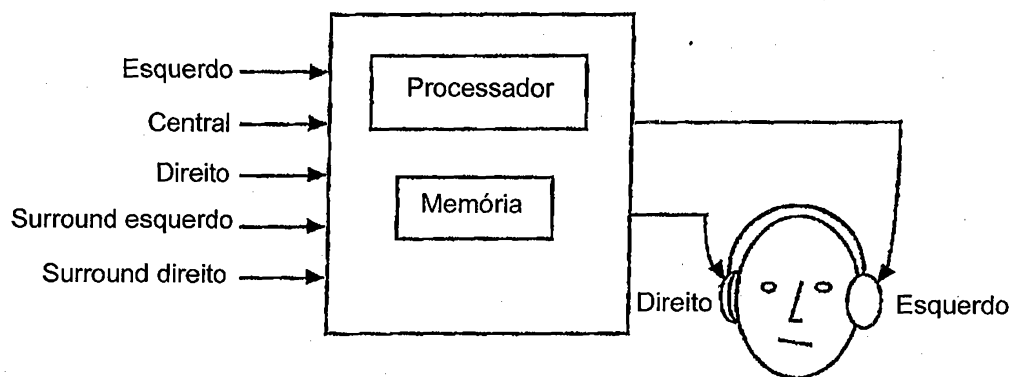 Esquerdo
Central
Direito
Surround esquerdo
Surround direito
Processador
Memória
Direito
Esquerdo